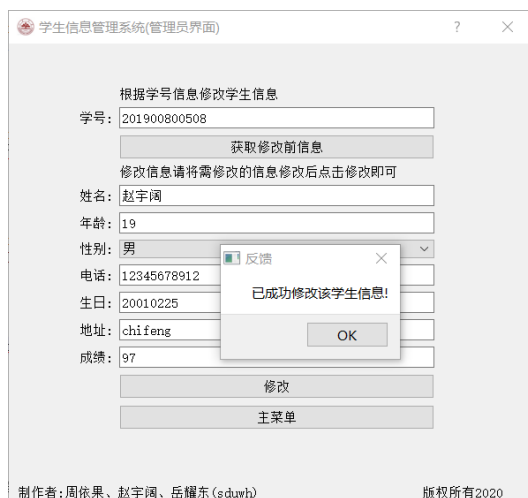 学生信息管理系统(管理员界面)
根据学号信息修改学生信息
学号: 201900800508
获取修改前信息
修改信息请将需修改的信息修改后点击修改即可
姓名: 赵宇阔
年龄: 19
性别: 男
反馈
电话: 12345678912
已成功修改该学生信息!
生日: 20010225
地址: chifeng
OK
成绩: 97
修改
主菜单
制作者:周依果、赵宇阔、岳耀东(sduwh) 版权所有2020